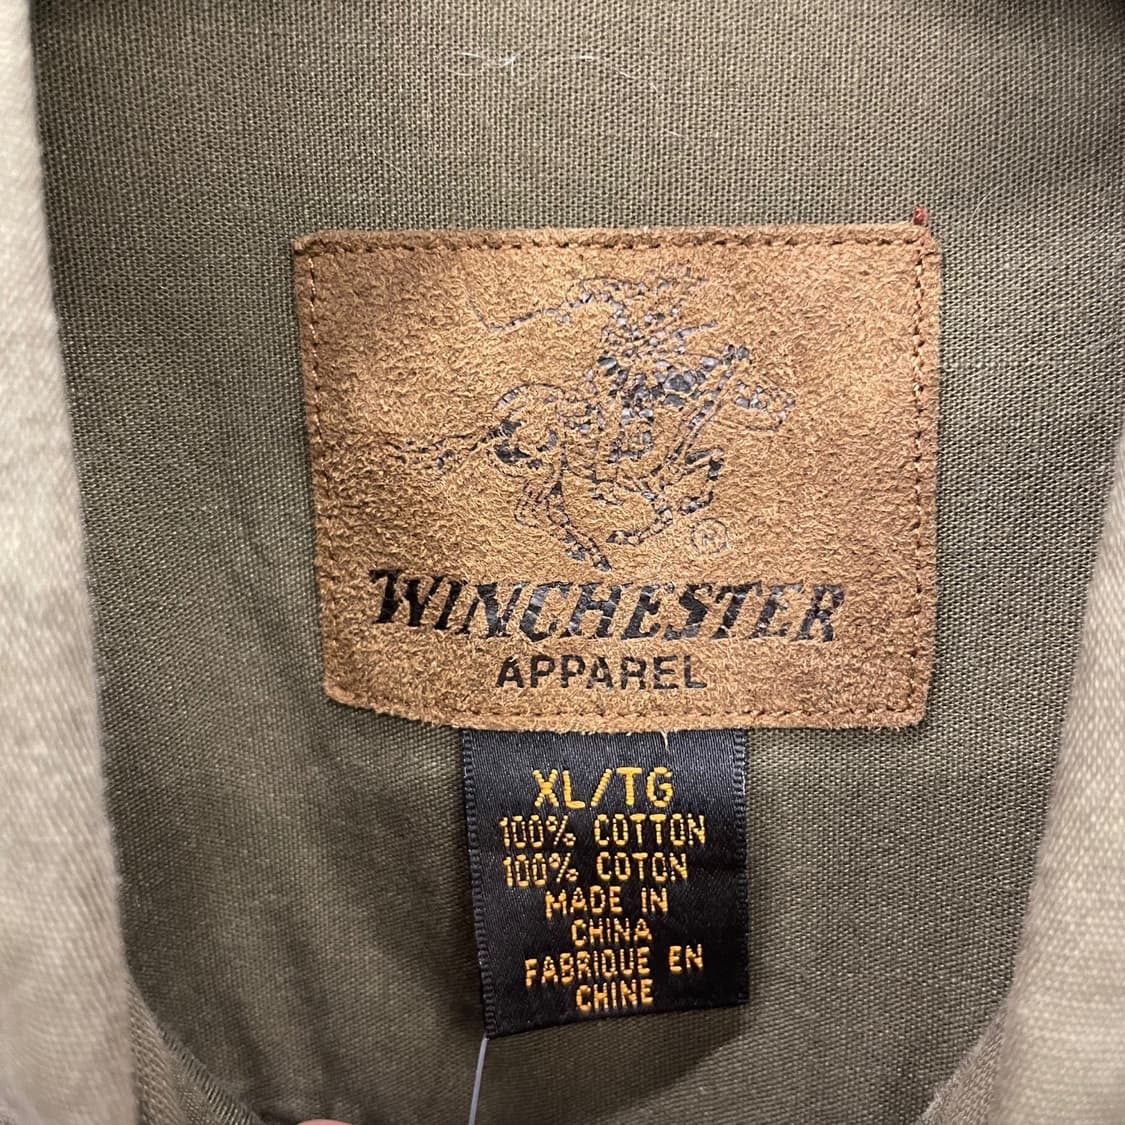 ®
WINCHESTER
APPAREL
XL/TG
100% COTTON
100% COTON
MADE IN
CHINA
FABRIQUE EN
CHINE